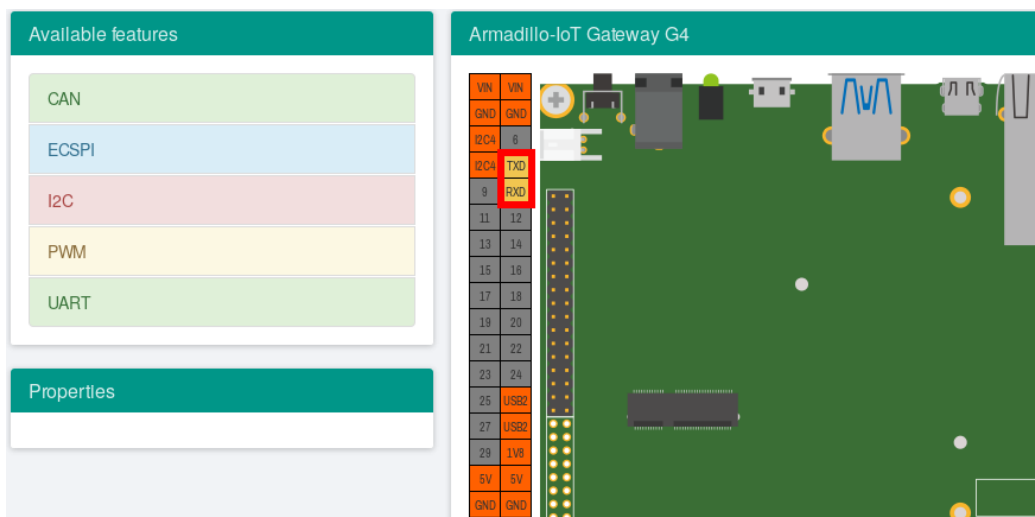 Available features
CAN
ECSPI
I2C
PWM
UART
Properties
Armadillo-IoT Gateway G4
VIN VIN
GND GND
I2C4 6
I2C4 TXD
9 RXD
11 12
13 14
15 16
17 18
19 20
21 22
23 24
25 USB2
27 USB2
29 1V8
5V 5V
GND GND